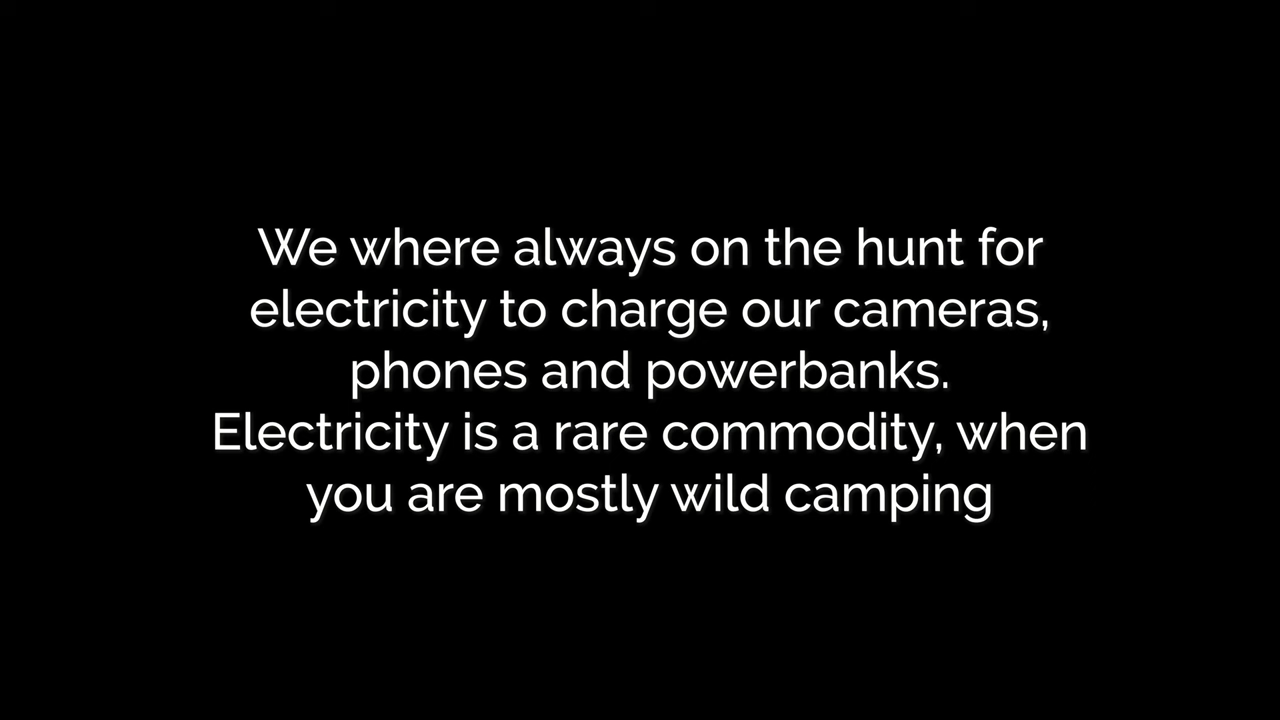 We where always on the hunt for
electricity to charge our cameras,
phones and powerbanks.
Electricity is a rare commodity, when
you are mostly wild camping